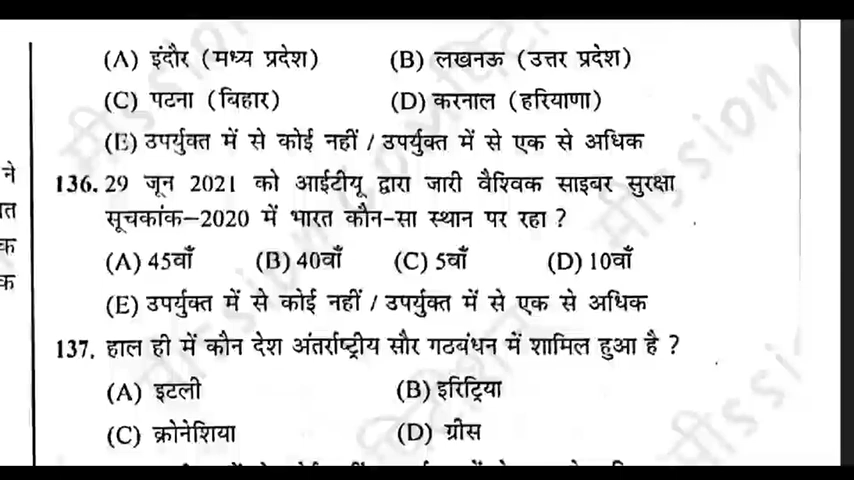 (A) इंदौर (मध्य प्रदेश) (B) लखनऊ (उत्तर प्रदेश)
(C) पटना (बिहार) (D) करनाल (हरियाणा)
(E) उपर्युक्त में से कोई नहीं / उपर्युक्त में से एक से अधिक
136. 29 जून 2021 को आईटीयू द्वारा जारी वैश्विक साइबर सुरक्षा
सूचकांक–2020 में भारत कौन-सा स्थान पर रहा ?
(A) 45वाँ (B) 40वाँ (C) 5वाँ (D) 10वाँ
(E) उपर्युक्त में से कोई नहीं / उपर्युक्त में से एक से अधिक
137. हाल ही में कौन देश अंतर्राष्ट्रीय सौर गठबंधन में शामिल हुआ है ?
(A) इटली (B) इरिट्रिया
(C) क्रोनेशिया (D) ग्रीस